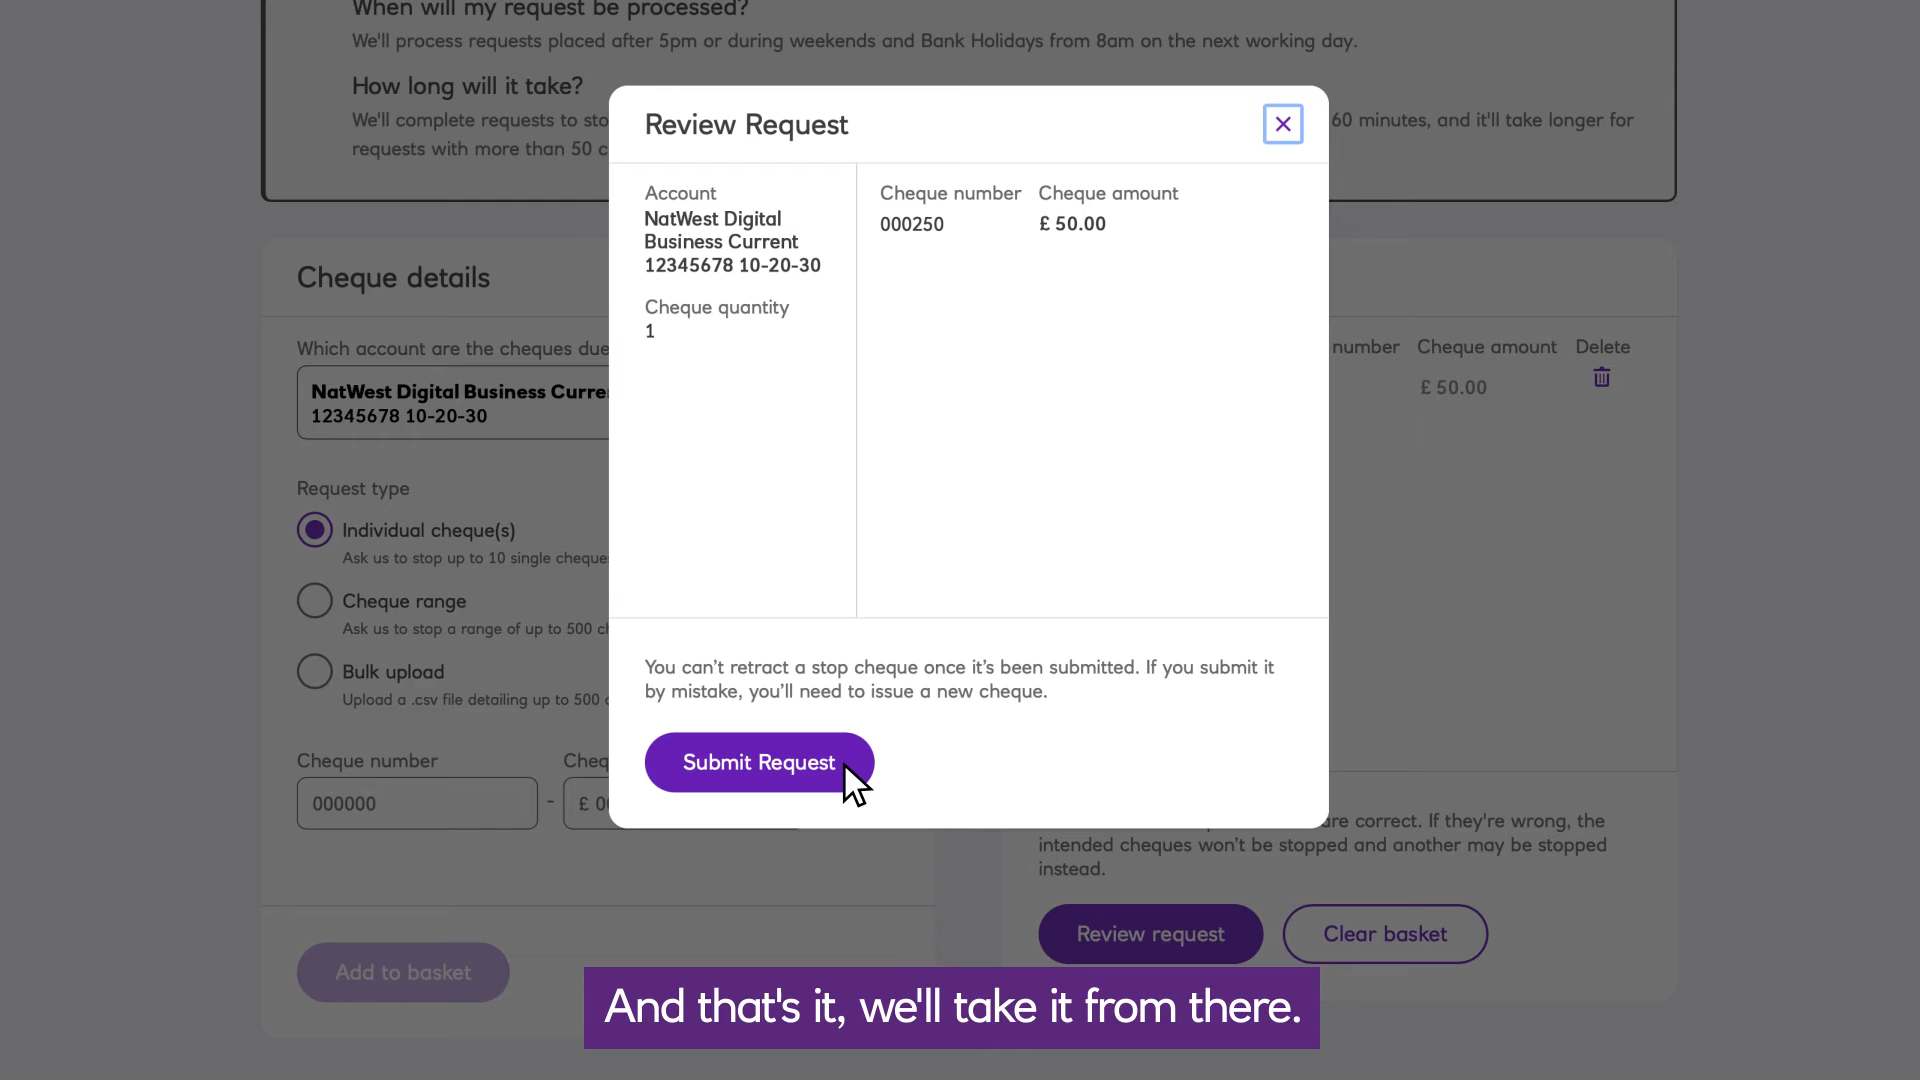 When will my request be processed?
We'll process requests placed after 5pm or during weekends and Bank Holidays from 8am on the next working day.
How long will it take?
We'll complete requests to sto
60 minutes, and it'll take longer for
requests with more than 50 c
Review Request
Account
NatWest Digital
Business Current
12345678 10-20-30
Cheque quantity
1
Cheque number Cheque amount
000250 £ 50.00
You can't retract a stop cheque once it's been submitted. If you submit it
by mistake, you'll need to issue a new cheque.
Submit Request
Cheque details
Which account are the cheques due
NatWest Digital Business Curre
12345678 10-20-30
Request type
Individual cheque(s)
Ask us to stop up to 10 single cheque
Cheque range
Ask us to stop a range of up to 500 ch
Bulk upload
Upload a .csv file detailing up to 500 c
Cheque number Cheq
000000 - £ 00
Add to basket
number Cheque amount Delete
£ 50.00
are correct. If they're wrong, the
intended cheques won't be stopped and another may be stopped
instead.
Review request Clear basket
And that's it, we'll take it from there.